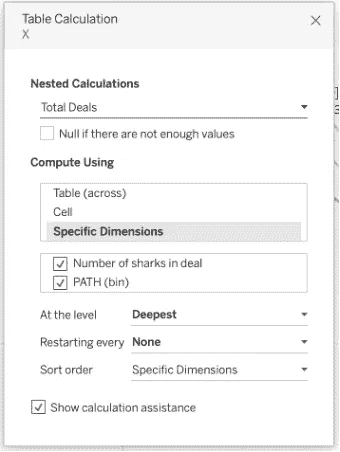 Table Calculation
X
Nested Calculations
Total Deals
Null if there are not enough values
Compute Using
Table (across)
Cell
Specific Dimensions
Number of sharks in deal
PATH (bin)
At the level Deepest
Restarting every None
Sort order Specific Dimensions
Show calculation assistance